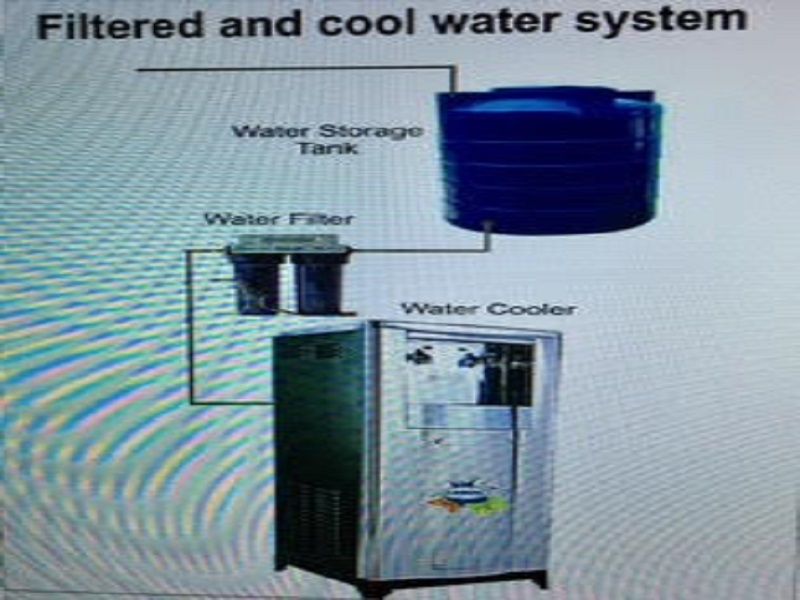 Filtered and cool water system
Water Storage
Tank
Water Filter
Water Cooler